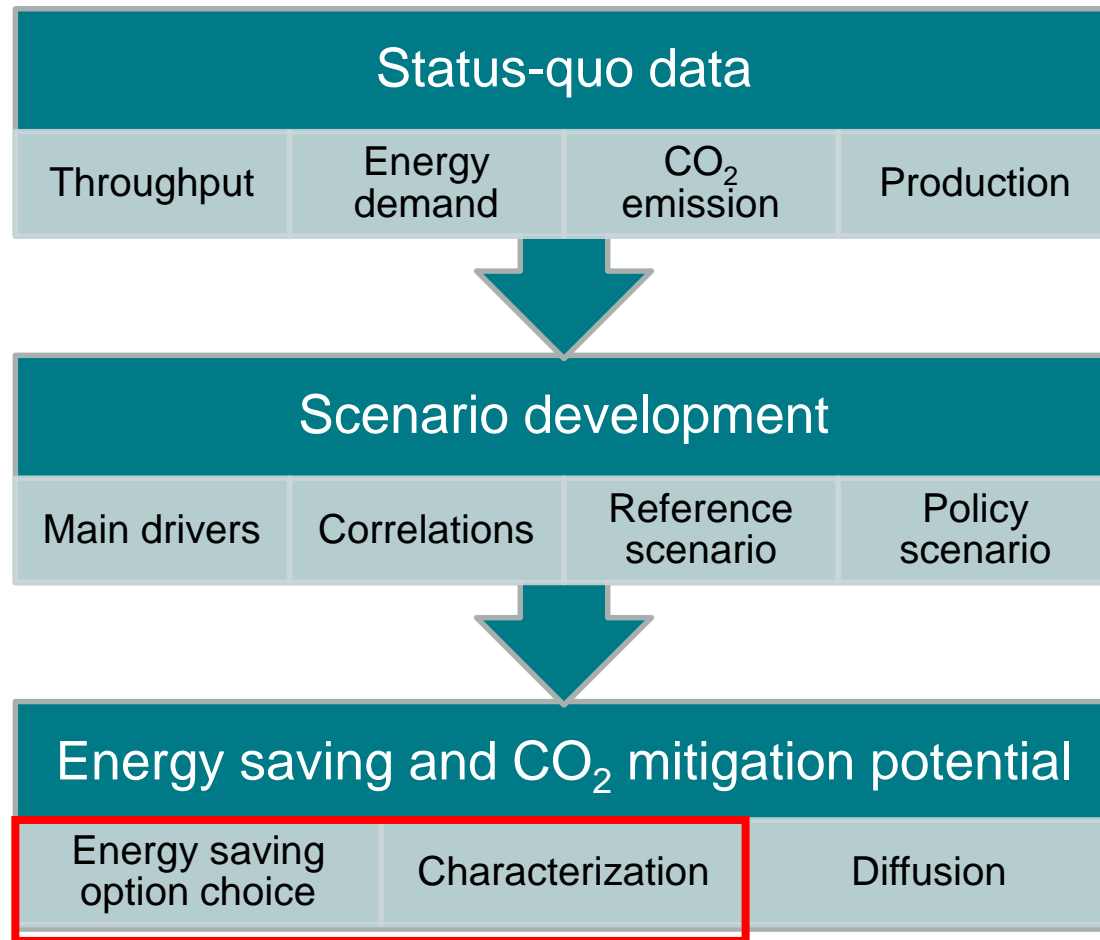 Status-quo data
Throughput
Energy
demand
CO₂
emission
Production
Scenario development
Main drivers
Correlations
Reference
scenario
Policy
scenario
Energy saving and CO₂ mitigation potential
Energy saving
option choice
Characterization
Diffusion